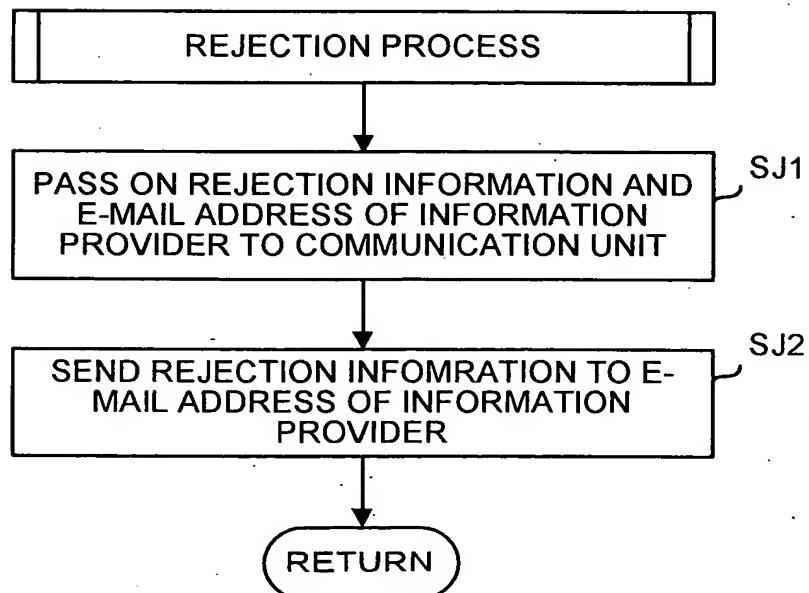 REJECTION PROCESS
PASS ON REJECTION INFORMATION AND
E-MAIL ADDRESS OF INFORMATION
PROVIDER TO COMMUNICATION UNIT
SJ1
SEND REJECTION INFOMRATION TO E-
MAIL ADDRESS OF INFORMATION
PROVIDER
SJ2
RETURN